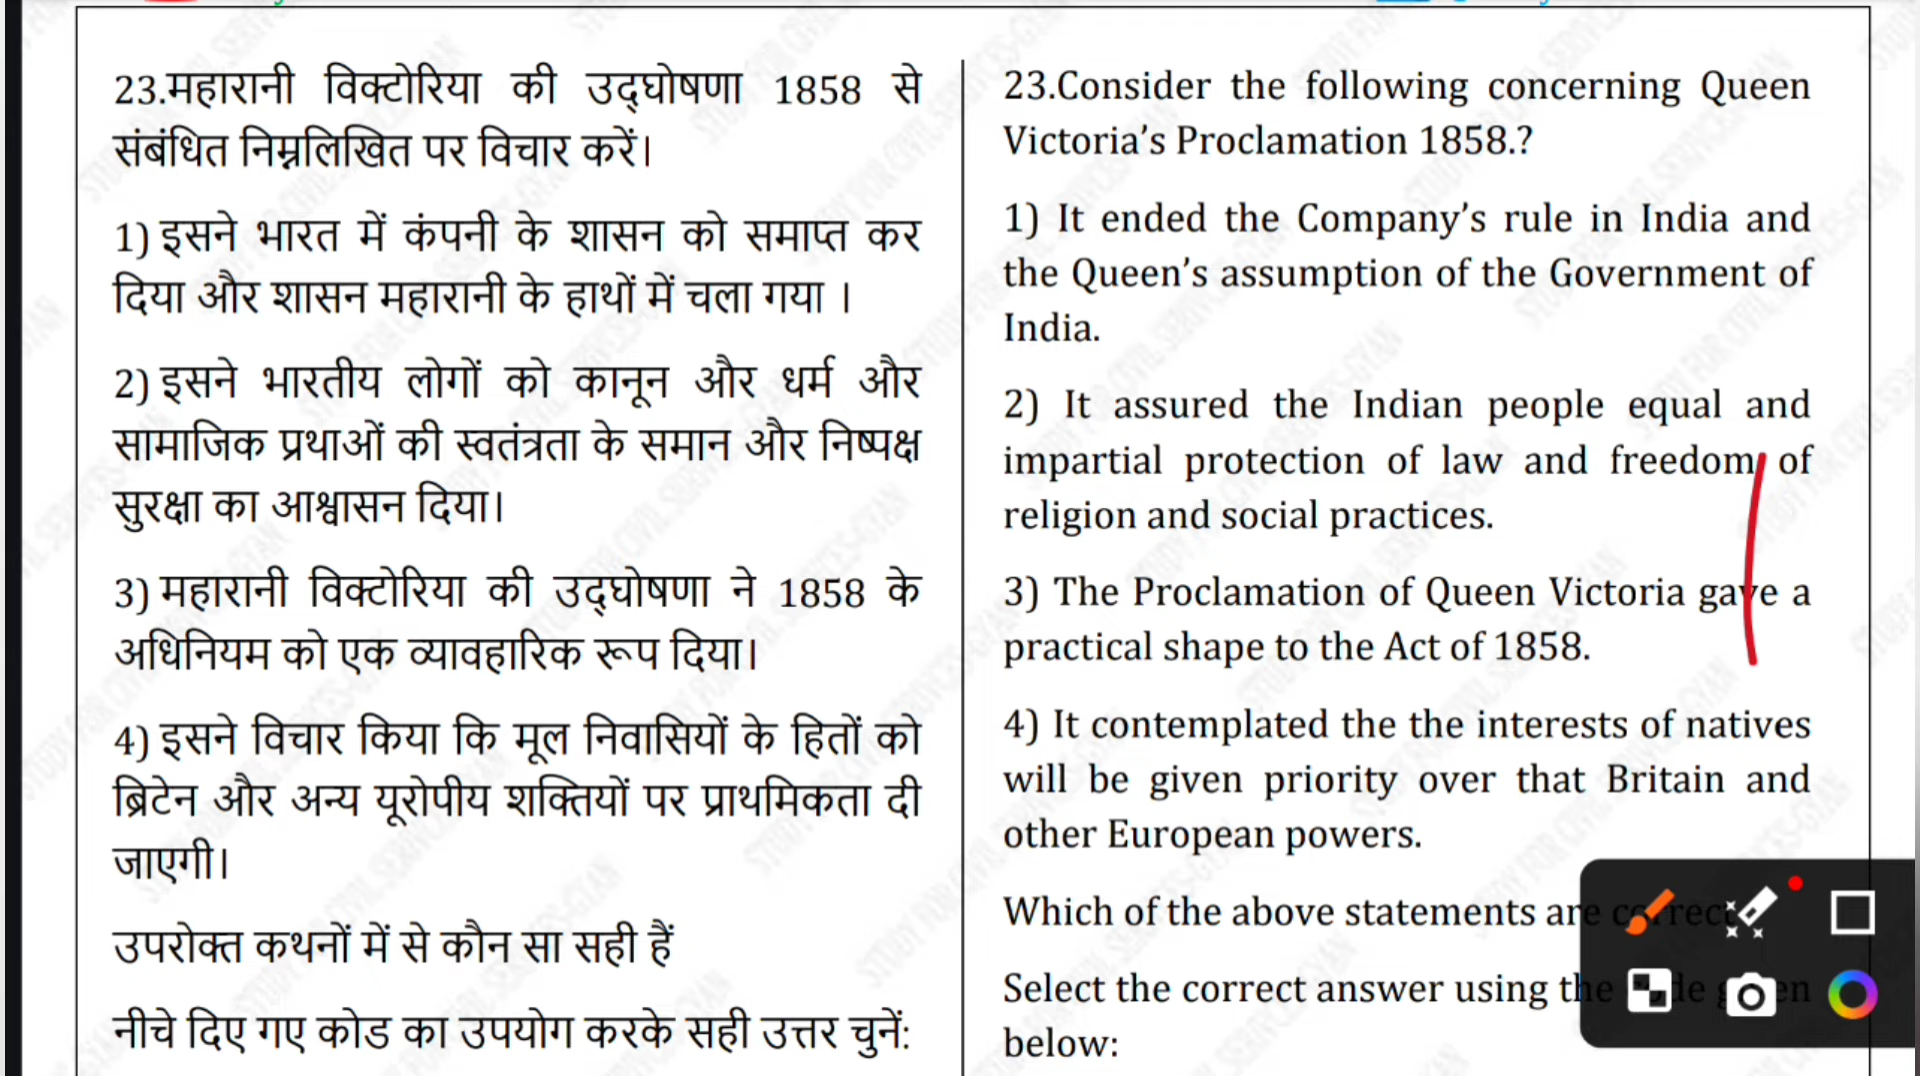 23.महारानी विक्टोरिया की उद्घोषणा 1858 से
संबंधित निम्नलिखित पर विचार करें।
1) इसने भारत में कंपनी के शासन को समाप्त कर
दिया और शासन महारानी के हाथों में चला गया ।
2) इसने भारतीय लोगों को कानून और धर्म और
सामाजिक प्रथाओं की स्वतंत्रता के समान और निष्पक्ष
सुरक्षा का आश्वासन दिया।
3) महारानी विक्टोरिया की उद्घोषणा ने 1858 के
अधिनियम को एक व्यावहारिक रूप दिया।
4) इसने विचार किया कि मूल निवासियों के हितों को
ब्रिटेन और अन्य यूरोपीय शक्तियों पर प्राथमिकता दी
जाएगी।
उपरोक्त कथनों में से कौन सा सही हैं
नीचे दिए गए कोड का उपयोग करके सही उत्तर चुनें:
23.Consider the following concerning Queen
Victoria’s Proclamation 1858.?
1) It ended the Company’s rule in India and
the Queen’s assumption of the Government of
India.
2) It assured the Indian people equal and
impartial protection of law and freedom of
religion and social practices.
3) The Proclamation of Queen Victoria gave a
practical shape to the Act of 1858.
4) It contemplated the the interests of natives
will be given priority over that Britain and
other European powers.
Which of the above statements are correct
Select the correct answer using the
below: